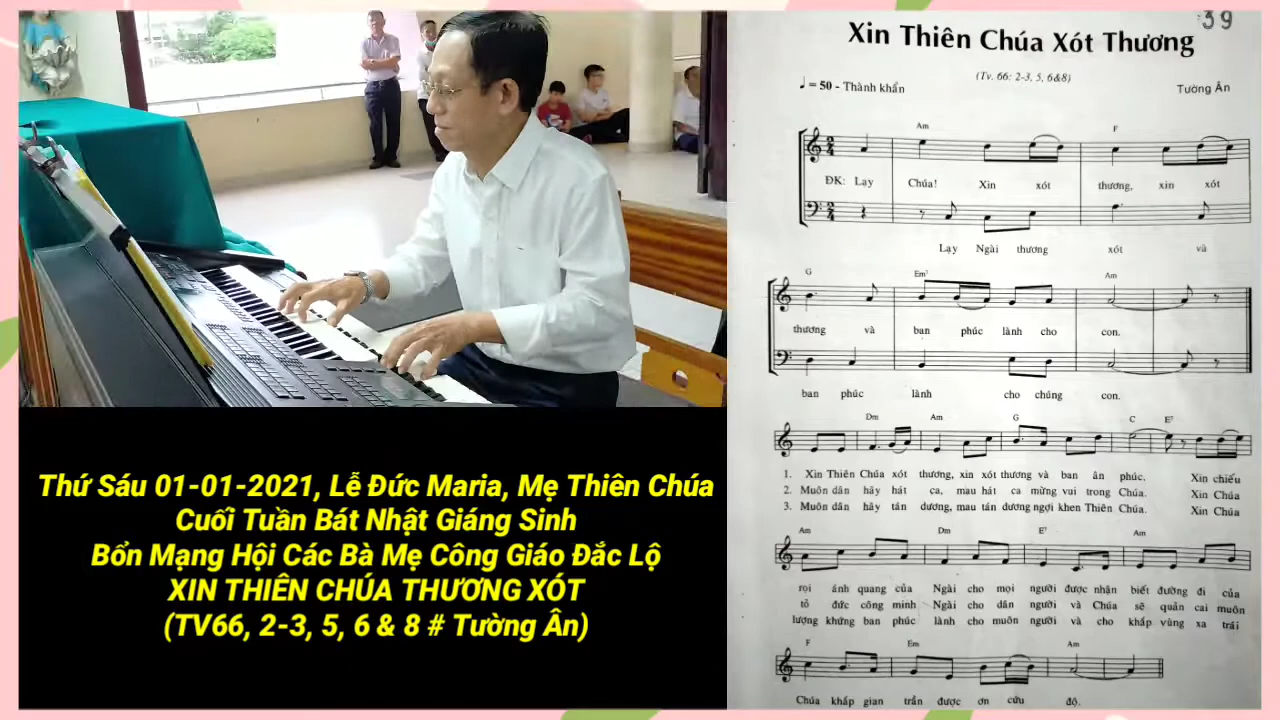 Thứ Sáu 01-01-2021, Lễ Đức Maria, Mẹ Thiên Chúa
Cuối Tuần Bát Nhật Giáng Sinh
Bổn Mạng Hội Các Bà Mẹ Công Giáo Đắc Lộ
XIN THIÊN CHÚA THƯƠNG XÓT
(TV66, 2-3, 5, 6 & 8 # Tường Ân)
39
Xin Thiên Chúa Xót Thương
(Tv. 66: 2-3, 5, 6&8)
♩ = 50 - Thành khẩn
Tường Ân
Am F
ĐK: Lạy Chúa! Xin xót thương, xin xót
Lạy Ngài thương xót và
G Em7 Am
thương và ban phúc lành cho con.
ban phúc lành cho chúng con.
Dm Am G C E7
1. Xin Thiên Chúa xót thương, xin xót thương và ban ân phúc. Xin chiếu
2. Muôn dân hãy hát ca, mau hát ca mừng vui trong Chúa. Xin Chúa
3. Muôn dân hãy tán dương, mau tán dương ngợi khen Thiên Chúa. Xin Chúa
Am Dm E7 Am
rọi ánh quang của Ngài cho mọi người được nhận biết đường đi của
tỏ đức công minh Ngài cho dân người và Chúa sẽ quản cai muôn
lượng khứng ban phúc lành cho muôn người và cho khắp vùng xa trái
F Em Am
Chúa khắp gian trần được ơn cứu độ.